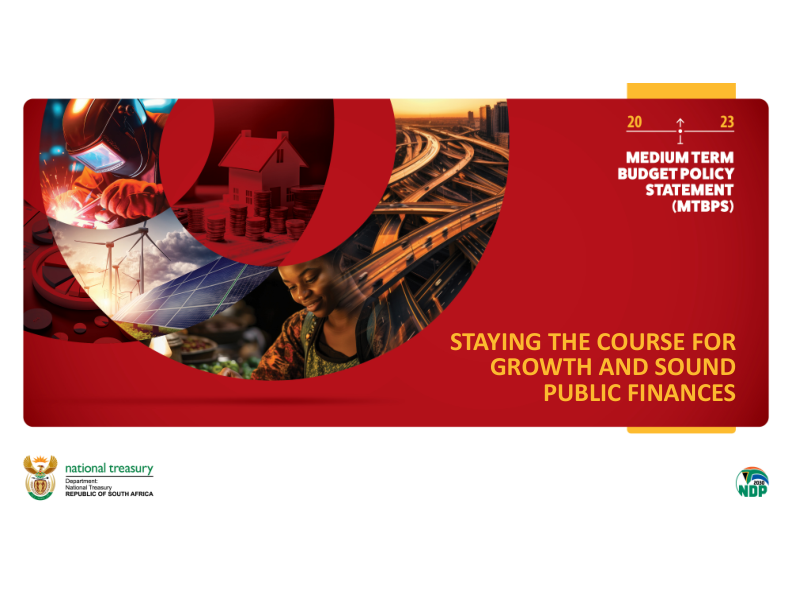 20 23
MEDIUM TERM
BUDGET POLICY
STATEMENT
(MTBPS)
STAYING THE COURSE FOR
GROWTH AND SOUND
PUBLIC FINANCES
national treasury
Department:
National Treasury
REPUBLIC OF SOUTH AFRICA
2030
NDP